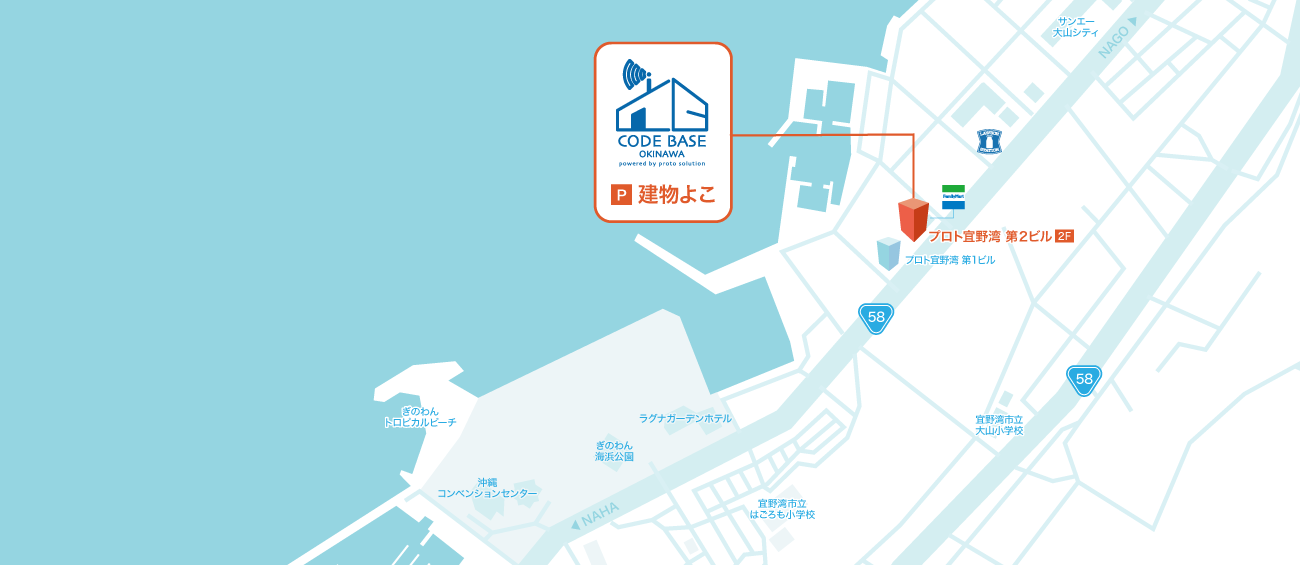 サンエー
大山シティ
NAGO
CODE BASE
OKINAWA
powered by proto solution
P 建物よこ
LAWSON
STATION
FamilyMart
プロト宜野湾 第2ビル 2F
プロト宜野湾 第1ビル
58
58
ぎのわん
トロピカルビーチ
ラグナガーデンホテル
宜野湾市立
大山小学校
ぎのわん
海浜公園
沖縄
コンベンションセンター
NAHA
宜野湾市立
はごろも小学校